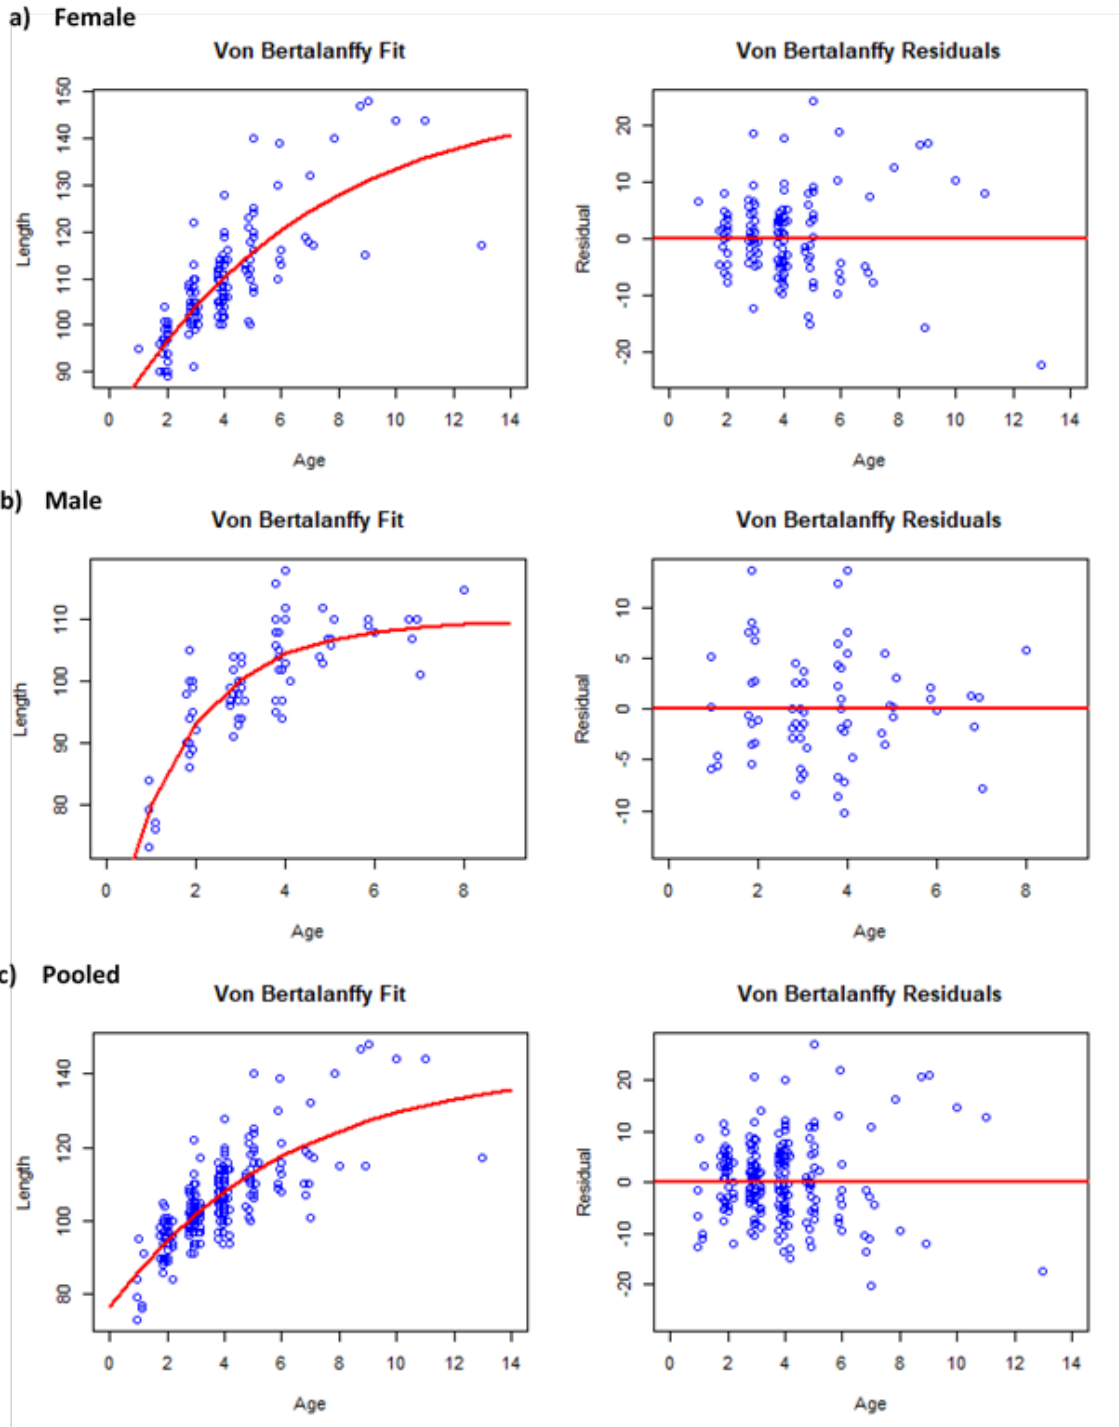 a) Female
Von Bertalanffy Fit
Von Bertalanffy Residuals
Length
150
140
130
120
110
100
90
0 2 4 6 8 10 12 14
Age
Residual
20
10
0
-10
-20
0 2 4 6 8 10 12 14
Age
b) Male
Von Bertalanffy Fit
Von Bertalanffy Residuals
Length
110
100
90
80
0 2 4 6 8
Age
Residual
10
5
0
-5
-10
0 2 4 6 8
Age
c) Pooled
Von Bertalanffy Fit
Von Bertalanffy Residuals
Length
140
120
100
80
0 2 4 6 8 10 12 14
Age
Residual
20
10
0
-10
-20
0 2 4 6 8 10 12 14
Age